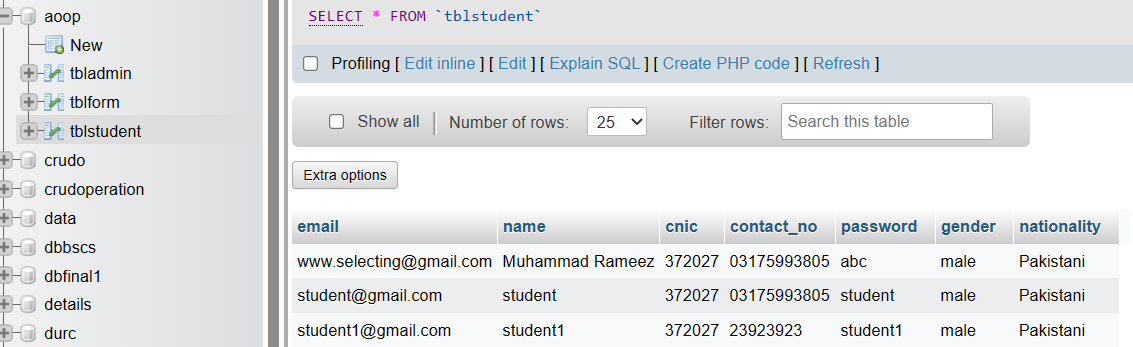 aoop
New
tbladmin
tblform
tblstudent
crudo
crudoperation
data
dbbscs
dbfinal1
details
durc
SELECT * FROM `tblstudent`
Profiling [ Edit inline ] [ Edit ] [ Explain SQL ] [ Create PHP code ] [ Refresh ]
Show all Number of rows: 25 Filter rows: Search this table
Extra options
email name cnic contact_no password gender nationality
www.selecting@gmail.com Muhammad Rameez 372027 03175993805 abc male Pakistani
student@gmail.com student 372027 03175993805 student male Pakistani
student1@gmail.com student1 372027 23923923 student1 male Pakistani